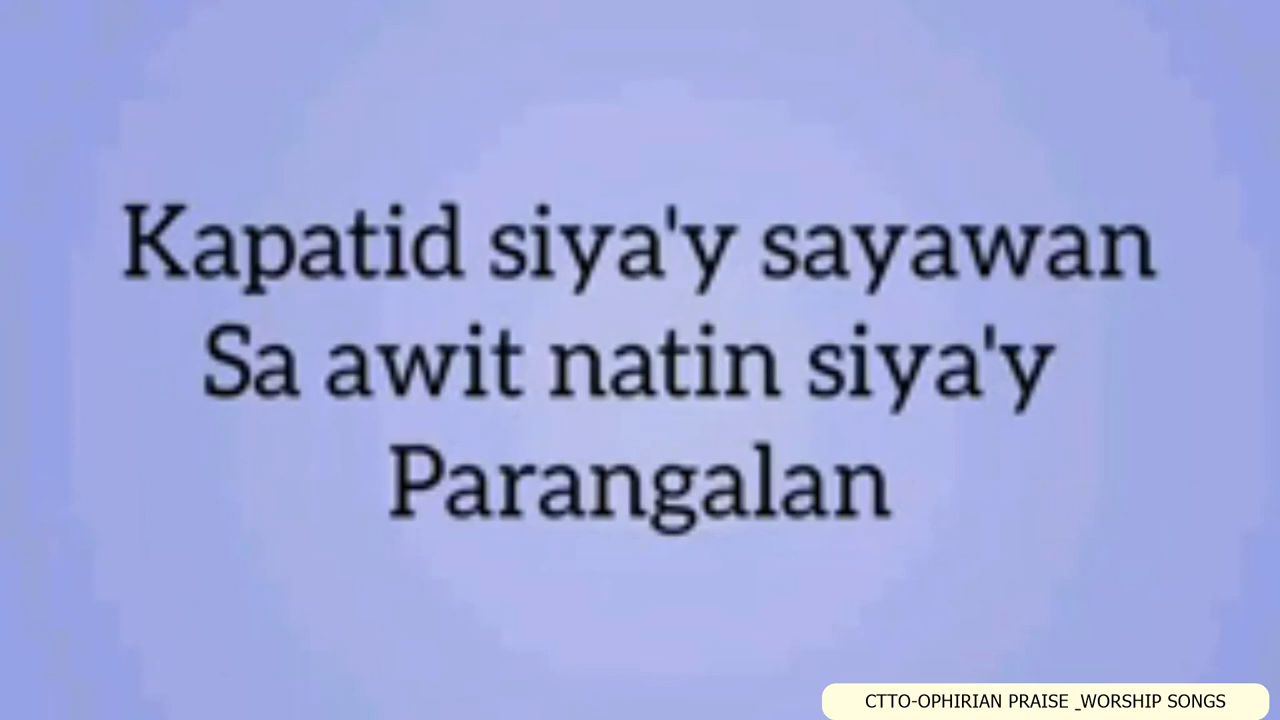 Kapatid siya'y sayawan
Sa awit natin siya'y
Parangalan
CTTO-OPHIRIAN PRAISE _WORSHIP SONGS